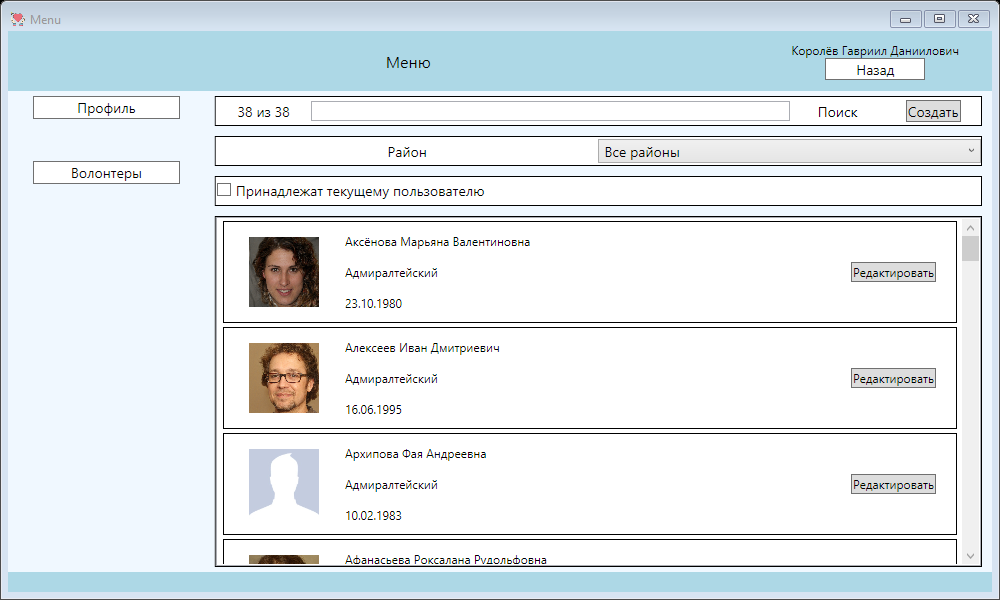 Menu
Меню
Королёв Гавриил Даниилович
Назад
Профиль
Волонтеры
38 из 38
Поиск
Создать
Район
Все районы
Принадлежат текущему пользователю
Аксёнова Марьяна Валентиновна
Адмиралтейский
23.10.1980
Редактировать
Алексеев Иван Дмитриевич
Адмиралтейский
16.06.1995
Редактировать
Архипова Фая Андреевна
Адмиралтейский
10.02.1983
Редактировать
Афанасьева Роксалана Рудольфовна